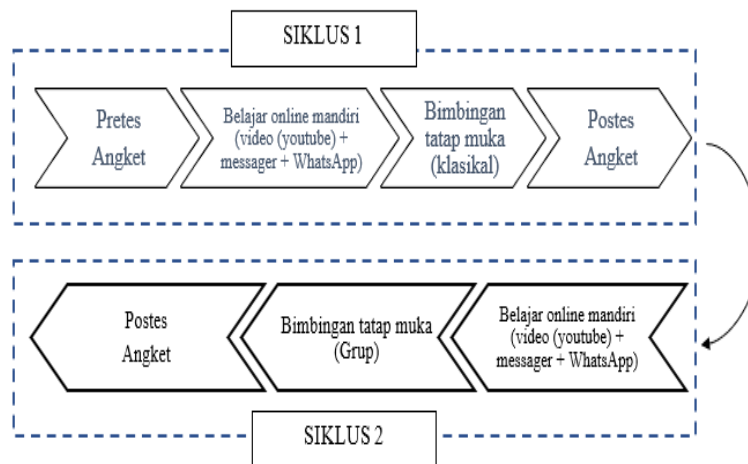 SIKLUS 1
Pretes
Angket
Belajar online mandiri
(video (youtube) +
messager + WhatsApp)
Bimbingan
tatap muka
(klasikal)
Postes
Angket
Belajar online mandiri
(video (youtube) +
messager + WhatsApp)
Bimbingan tatap muka
(Grup)
Postes
Angket
SIKLUS 2